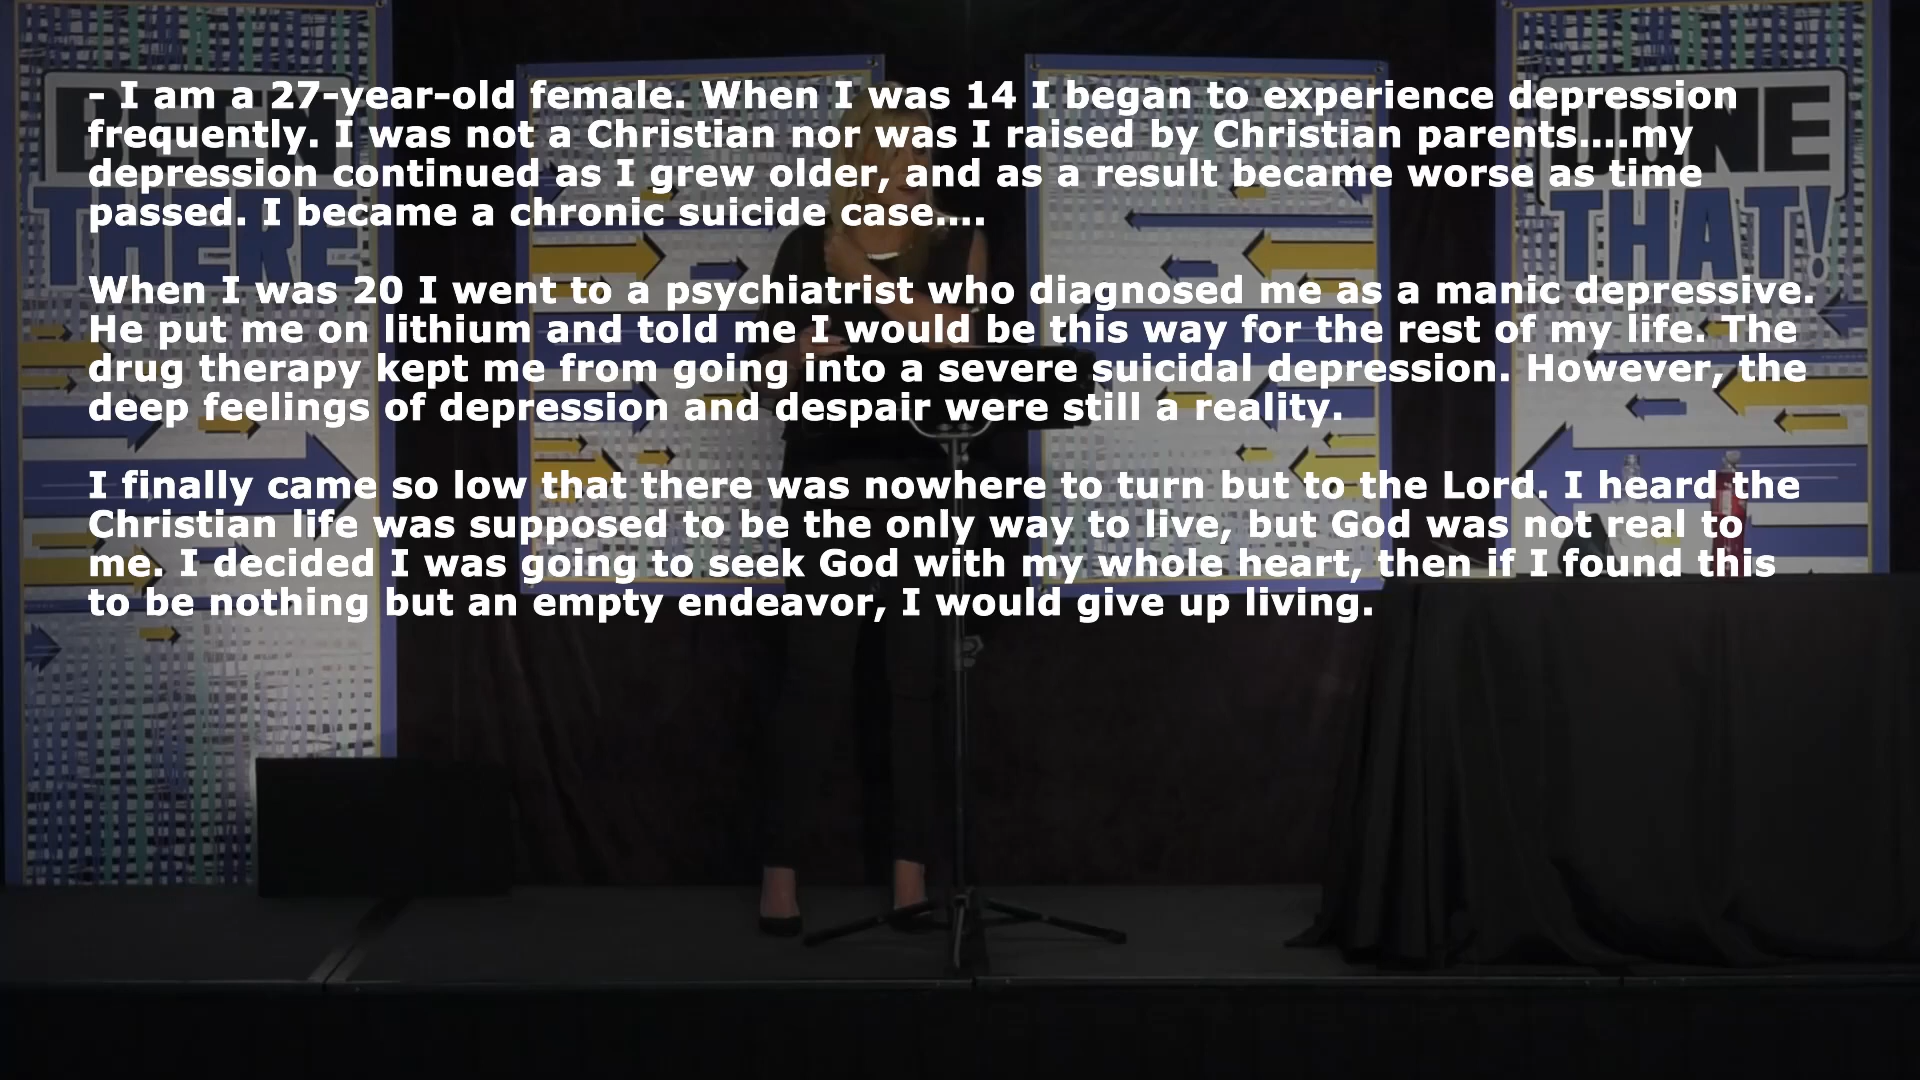 - I am a 27-year-old female. When I was 14 I began to experience depression
frequently. I was not a Christian nor was I raised by Christian parents....my
depression continued as I grew older, and as a result became worse as time
passed. I became a chronic suicide case....
When I was 20 I went to a psychiatrist who diagnosed me as a manic depressive.
He put me on lithium and told me I would be this way for the rest of my life. The
drug therapy kept me from going into a severe suicidal depression. However, the
deep feelings of depression and despair were still a reality.
I finally came so low that there was nowhere to turn but to the Lord. I heard the
Christian life was supposed to be the only way to live, but God was not real to
me. I decided I was going to seek God with my whole heart, then if I found this
to be nothing but an empty endeavor, I would give up living.
BEEN
THERE
DONE
THAT!